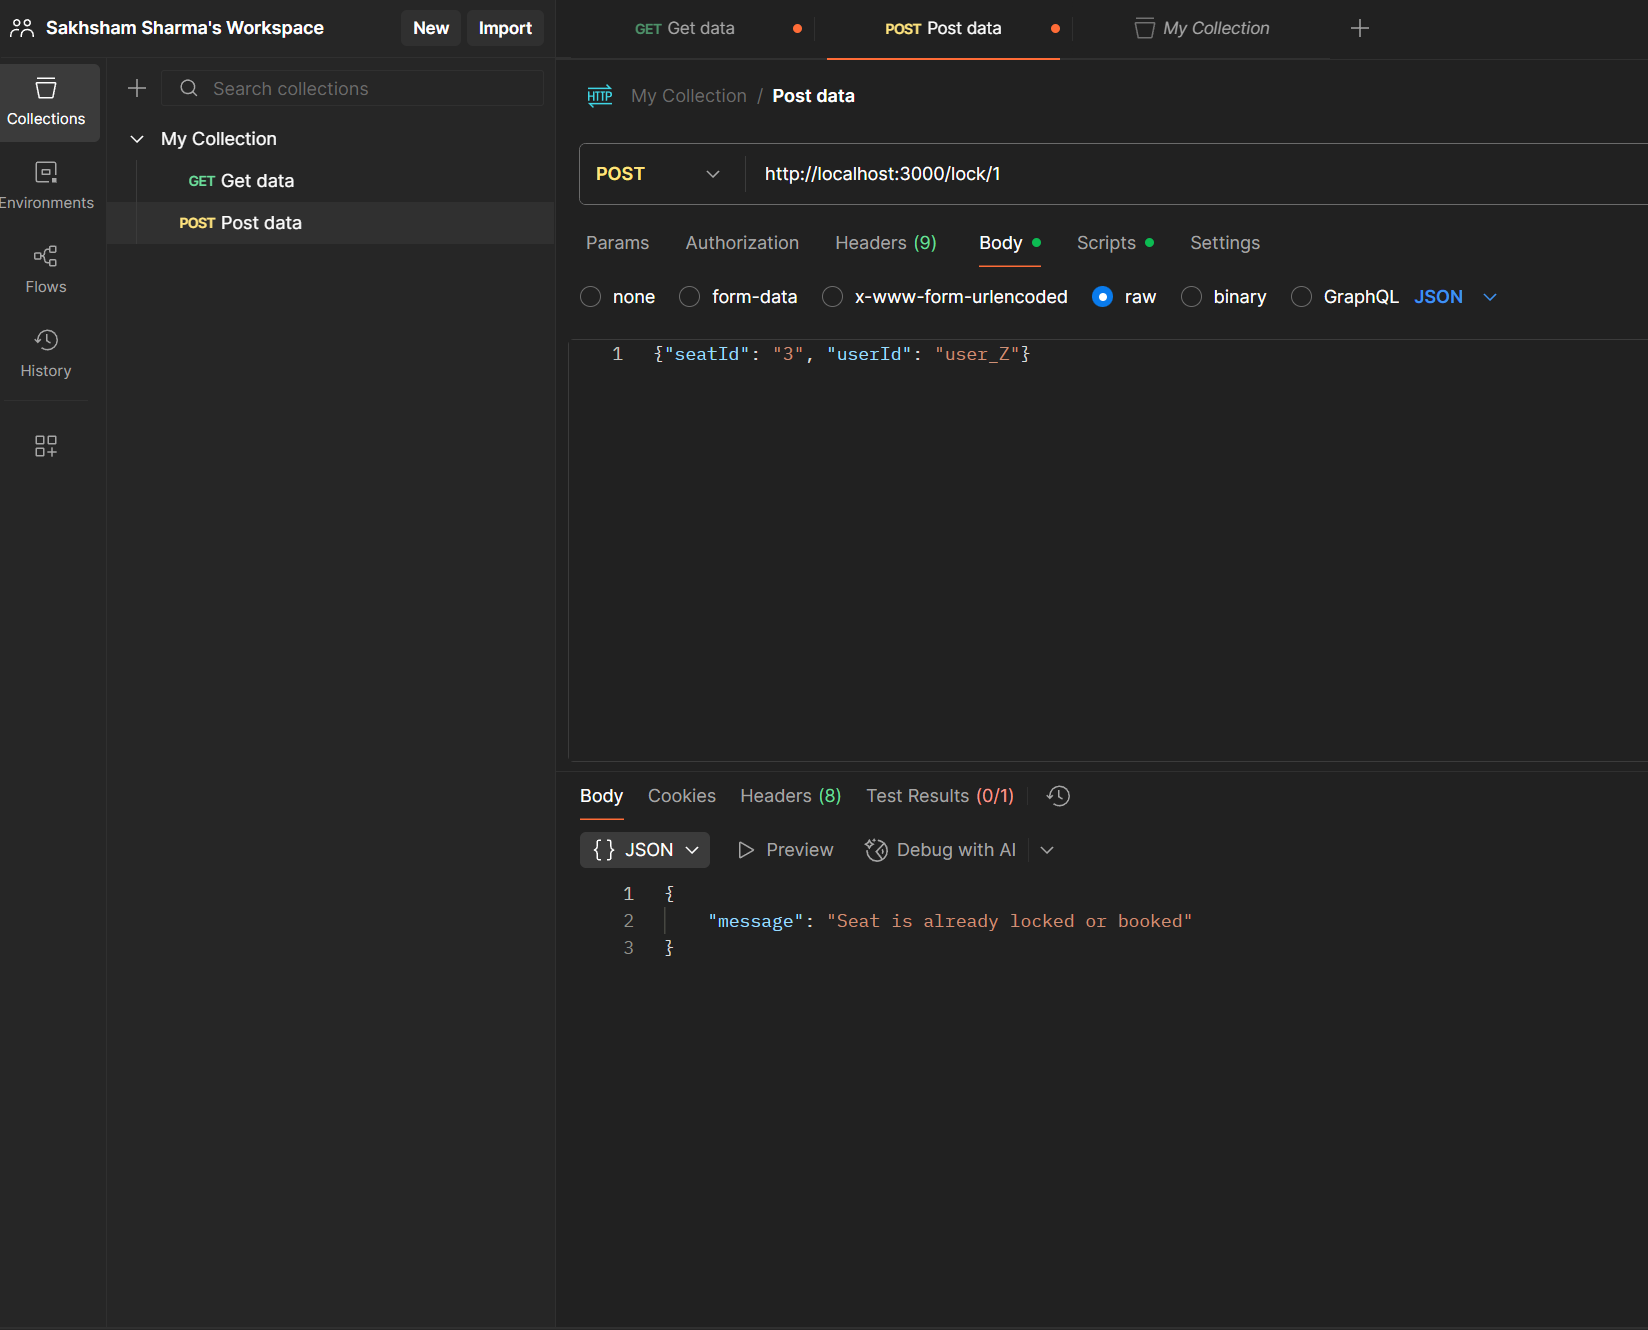 Sakhsham Sharma's Workspace
New
Import
GET Get data
POST Post data
My Collection
Collections
Environments
Flows
History
Search collections
My Collection
GET Get data
POST Post data
HTTP My Collection / Post data
POST http://localhost:3000/lock/1
Params Authorization Headers (9) Body Scripts Settings
none form-data x-www-form-urlencoded raw binary GraphQL JSON
1 {"seatId": "3", "userId": "user_Z"}
Body Cookies Headers (8) Test Results (0/1)
{} JSON Preview Debug with AI
1 {
2 "message": "Seat is already locked or booked"
3 }